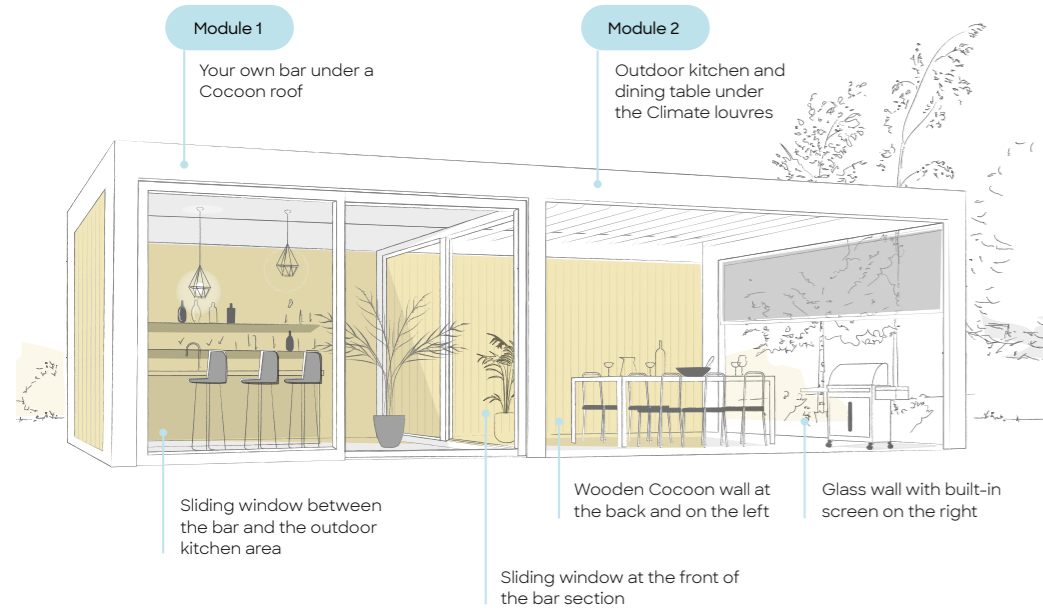 Module 1
Your own bar under a
Cocoon roof
Module 2
Outdoor kitchen and
dining table under
the Climate louvres
Sliding window between
the bar and the outdoor
kitchen area
Sliding window at the front of
the bar section
Wooden Cocoon wall at
the back and on the left
Glass wall with built-in
screen on the right